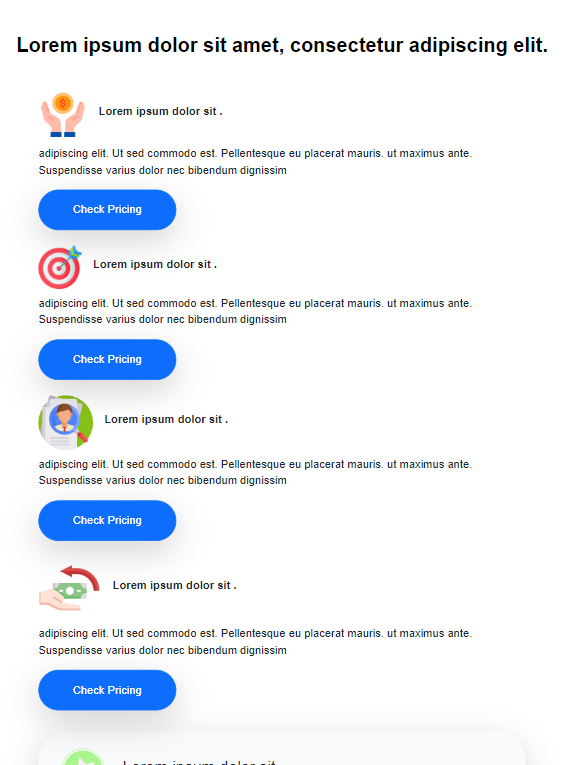 Lorem ipsum dolor sit amet, consectetur adipiscing elit.
Lorem ipsum dolor sit .
adipiscing elit. Ut sed commodo est. Pellentesque eu placerat mauris. ut maximus ante.
Suspendisse varius dolor nec bibendum dignissim
Check Pricing
Lorem ipsum dolor sit .
adipiscing elit. Ut sed commodo est. Pellentesque eu placerat mauris. ut maximus ante.
Suspendisse varius dolor nec bibendum dignissim
Check Pricing
Lorem ipsum dolor sit .
adipiscing elit. Ut sed commodo est. Pellentesque eu placerat mauris. ut maximus ante.
Suspendisse varius dolor nec bibendum dignissim
Check Pricing
Lorem ipsum dolor sit .
adipiscing elit. Ut sed commodo est. Pellentesque eu placerat mauris. ut maximus ante.
Suspendisse varius dolor nec bibendum dignissim
Check Pricing
Lorem ipsum dolor sit